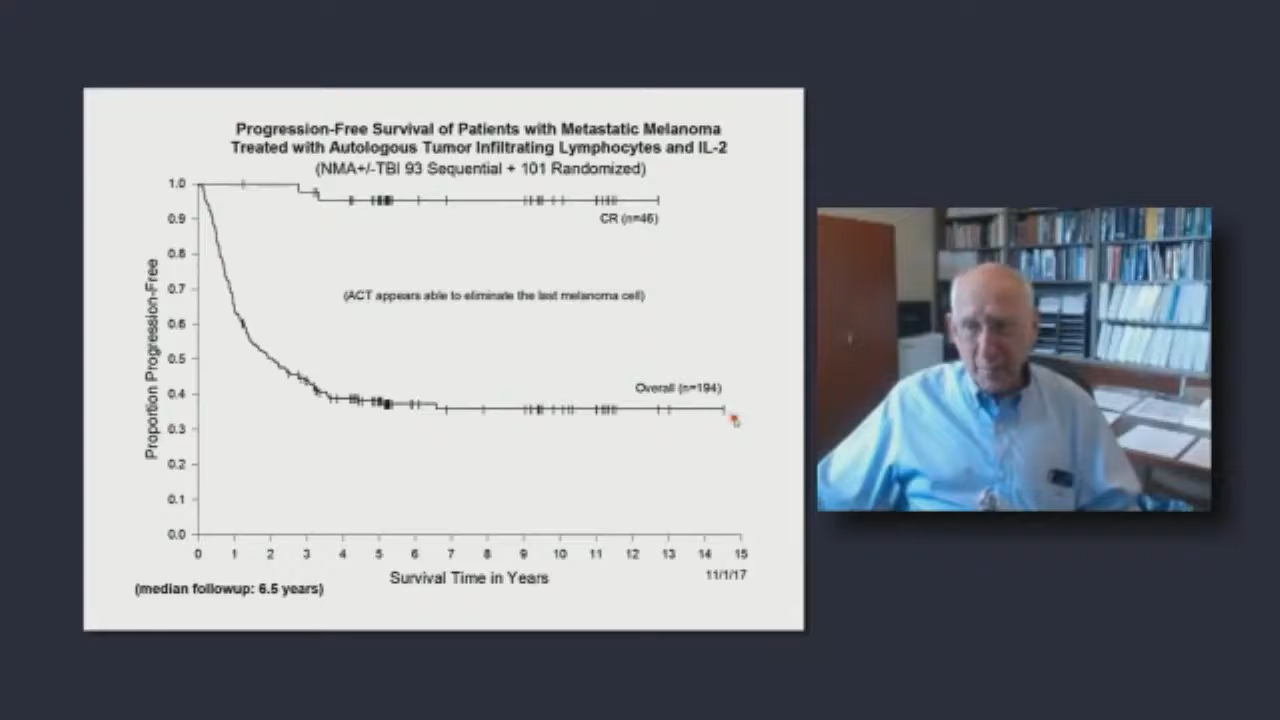 Progression-Free Survival of Patients with Metastatic Melanoma
Treated with Autologous Tumor Infiltrating Lymphocytes and IL-2
(NMA+/-TBI 93 Sequential + 101 Randomized)
1.0
0.9
0.8
0.7
0.6
0.5
0.4
0.3
0.2
0.1
0.0
Proportion Progression-Free
CR (n=46)
(ACT appears able to eliminate the last melanoma cell)
Overall (n=194)
0 1 2 3 4 5 6 7 8 9 10 11 12 13 14 15
Survival Time in Years
11/1/17
(median followup: 6.5 years)